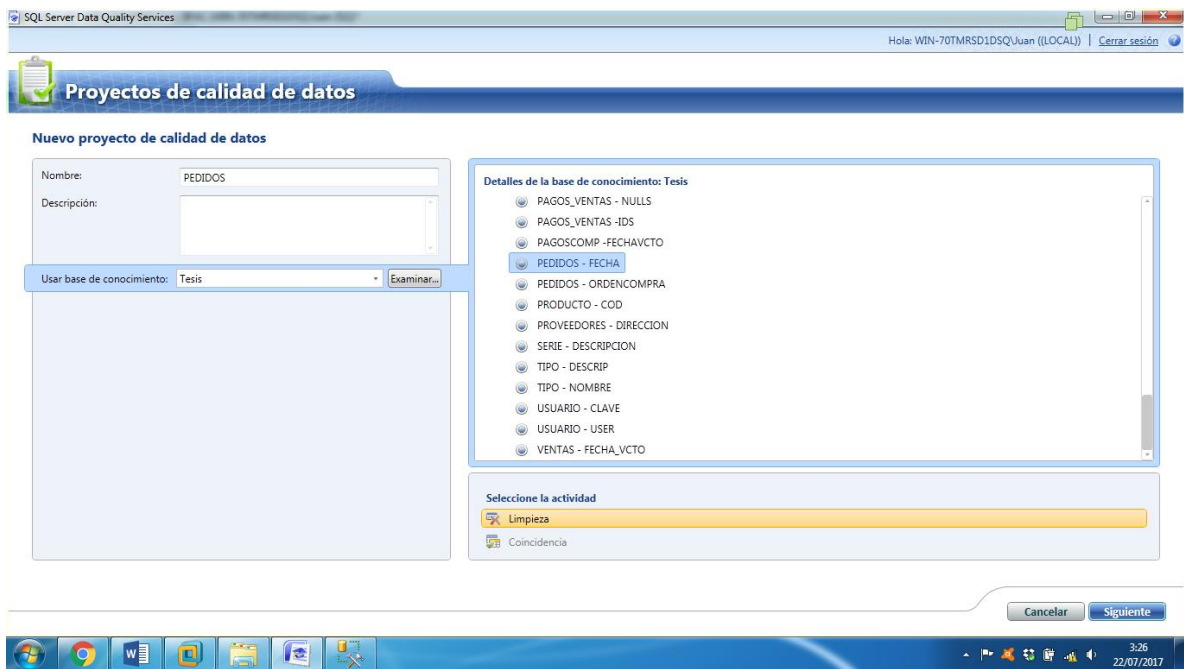 SQL Server Data Quality Services
Hola: WIN-70TMRSD1DSQ\Juan ((LOCAL)) | Cerrar sesión
Proyectos de calidad de datos
Nuevo proyecto de calidad de datos
Nombre: PEDIDOS
Descripción:
Usar base de conocimiento: Tesis Examinar...
Detalles de la base de conocimiento: Tesis
PAGOS_VENTAS - NULLS
PAGOS_VENTAS -IDS
PAGOSCOMP -FECHAVCTO
PEDIDOS - FECHA
PEDIDOS - ORDENCOMPRA
PRODUCTO - COD
PROVEEDORES - DIRECCION
SERIE - DESCRIPCION
TIPO - DESCRIP
TIPO - NOMBRE
USUARIO - CLAVE
USUARIO - USER
VENTAS - FECHA_VCTO
Seleccione la actividad
Limpieza
Coincidencia
Cancelar Siguiente
3:26
22/07/2017